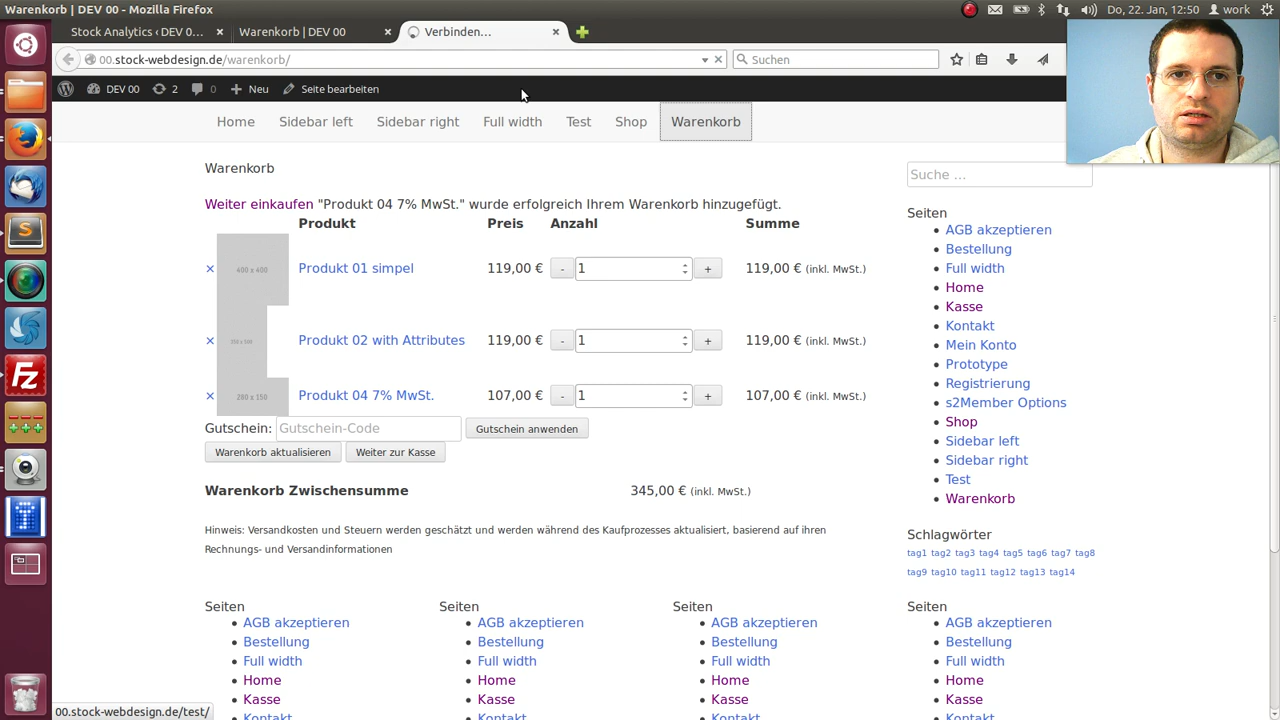 Warenkorb | DEV 00 - Mozilla Firefox
Do, 22. Jan, 12:50 work
Stock Analytics ‹ DEV 0… × Warenkorb | DEV 00 × Verbinden… ×
00.stock-webdesign.de/warenkorb/
Suchen
DEV 00 2 0 + Neu Seite bearbeiten
Home Sidebar left Sidebar right Full width Test Shop Warenkorb
Warenkorb
Weiter einkaufen "Produkt 04 7% MwSt." wurde erfolgreich Ihrem Warenkorb hinzugefügt.
Produkt Preis Anzahl Summe
× 400 x 400 Produkt 01 simpel 119,00 € - 1 + 119,00 € (inkl. MwSt.)
× Produkt 02 with Attributes 119,00 € - 1 + 119,00 € (inkl. MwSt.)
× 200 x 150 Produkt 04 7% MwSt. 107,00 € - 1 + 107,00 € (inkl. MwSt.)
Gutschein: Gutschein-Code Gutschein anwenden
Warenkorb aktualisieren Weiter zur Kasse
Warenkorb Zwischensumme 345,00 € (inkl. MwSt.)
Hinweis: Versandkosten und Steuern werden geschätzt und werden während des Kaufprozesses aktualisiert, basierend auf ihren
Rechnungs- und Versandinformationen
Suche …
Seiten
AGB akzeptieren
Bestellung
Full width
Home
Kasse
Kontakt
Mein Konto
Prototype
Registrierung
s2Member Options
Shop
Sidebar left
Sidebar right
Test
Warenkorb
Schlagwörter
tag1 tag2 tag3 tag4 tag5 tag6 tag7 tag8
tag9 tag10 tag11 tag12 tag13 tag14
Seiten Seiten Seiten Seiten
AGB akzeptieren AGB akzeptieren AGB akzeptieren AGB akzeptieren
Bestellung Bestellung Bestellung Bestellung
Full width Full width Full width Full width
Home Home Home Home
Kasse Kasse Kasse Kasse
Kontakt Kontakt Kontakt Kontakt
00.stock-webdesign.de/test/